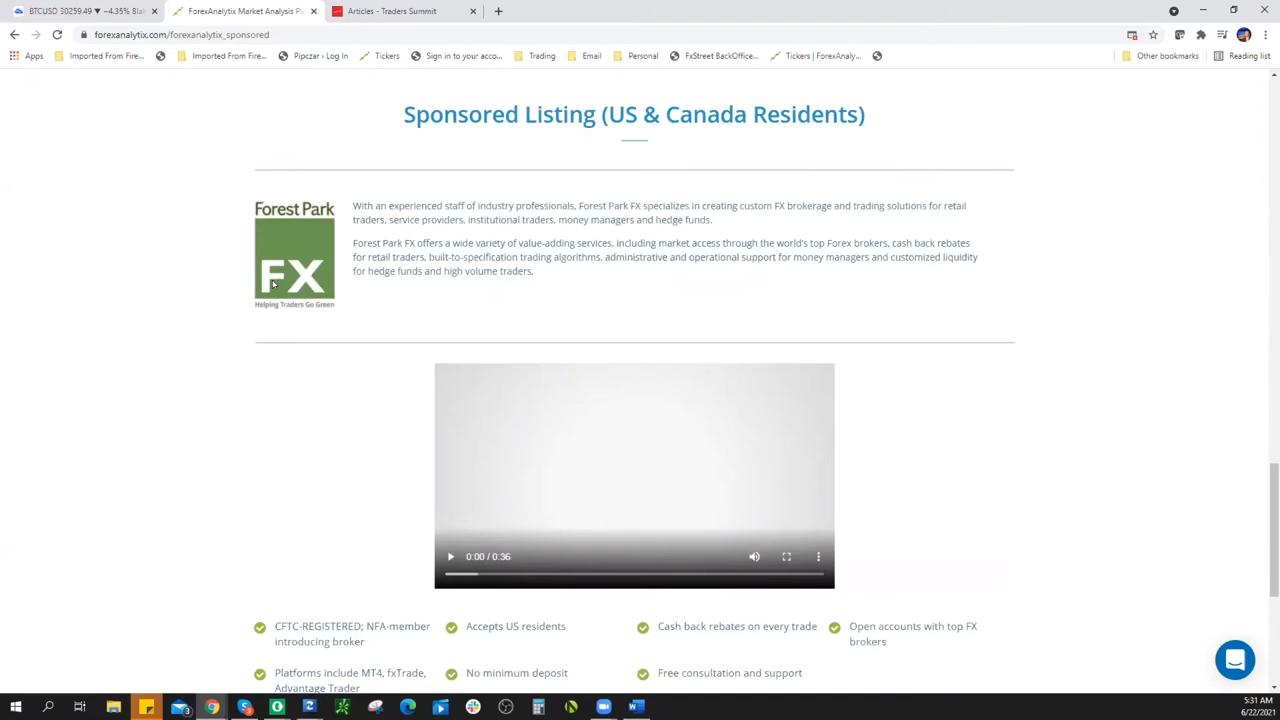 BTCUSD 30259.49 ▼ −4.35%
ForexAnalytix Market Analysis Pl
Articles - Traders Summit
forexanalytix.com/forexanalytix_sponsored
Apps
Imported From Fire...
Imported From Fire...
Pipczar › Log In
Tickers
Sign in to your acco...
Trading
Email
Personal
FxStreet BackOffice...
Tickers | ForexAnaly...
Other bookmarks
Reading list
Sponsored Listing (US & Canada Residents)
Forest Park
FX
Helping Traders Go Green
With an experienced staff of industry professionals, Forest Park FX specializes in creating custom FX brokerage and trading solutions for retail
traders, service providers, institutional traders, money managers and hedge funds.
Forest Park FX offers a wide variety of value-adding services, including market access through the world's top Forex brokers, cash back rebates
for retail traders, built-to-specification trading algorithms, administrative and operational support for money managers and customized liquidity
for hedge funds and high volume traders.
0:00 / 0:36
CFTC-REGISTERED; NFA-member
introducing broker
Accepts US residents
Cash back rebates on every trade
Open accounts with top FX
brokers
Platforms include MT4, fxTrade,
Advantage Trader
No minimum deposit
Free consultation and support
5:31 AM
6/22/2021